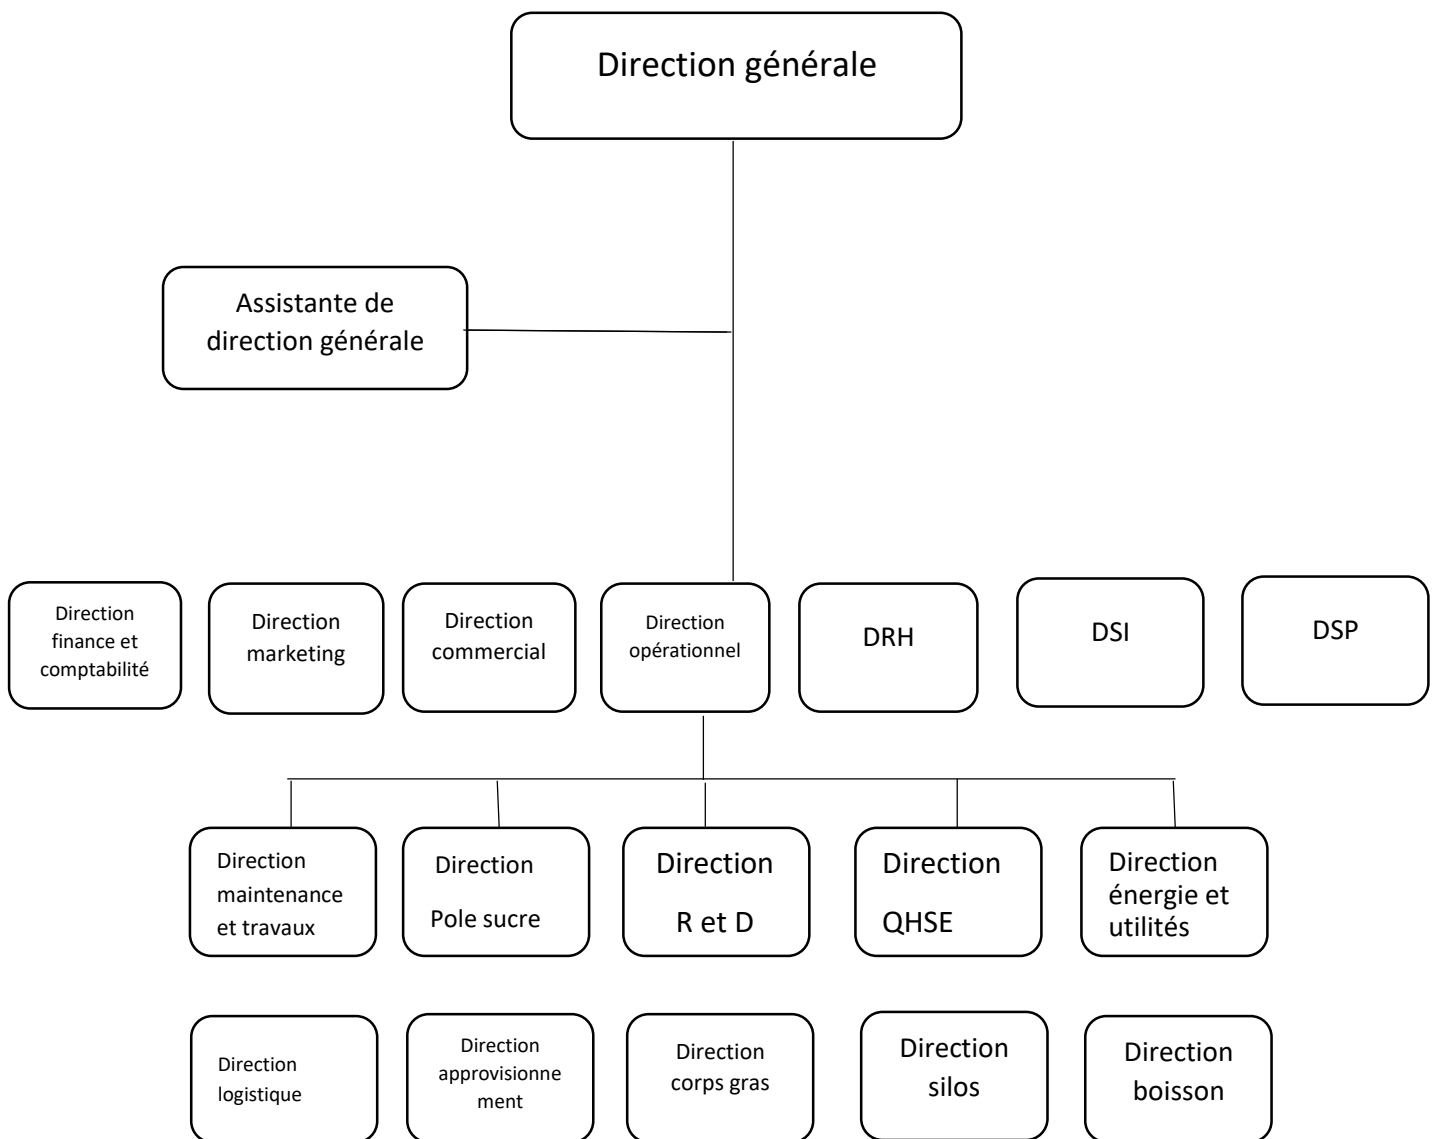 Direction générale
Assistante de
direction générale
Direction
finance et
comptabilité
Direction
marketing
Direction
commercial
Direction
opérationnel
DRH
DSI
DSP
Direction
maintenance
et travaux
Direction
Pole sucre
Direction
R et D
Direction
QHSE
Direction
énergie et
utilités
Direction
logistique
Direction
approvisionne
ment
Direction
corps gras
Direction
silos
Direction
boisson